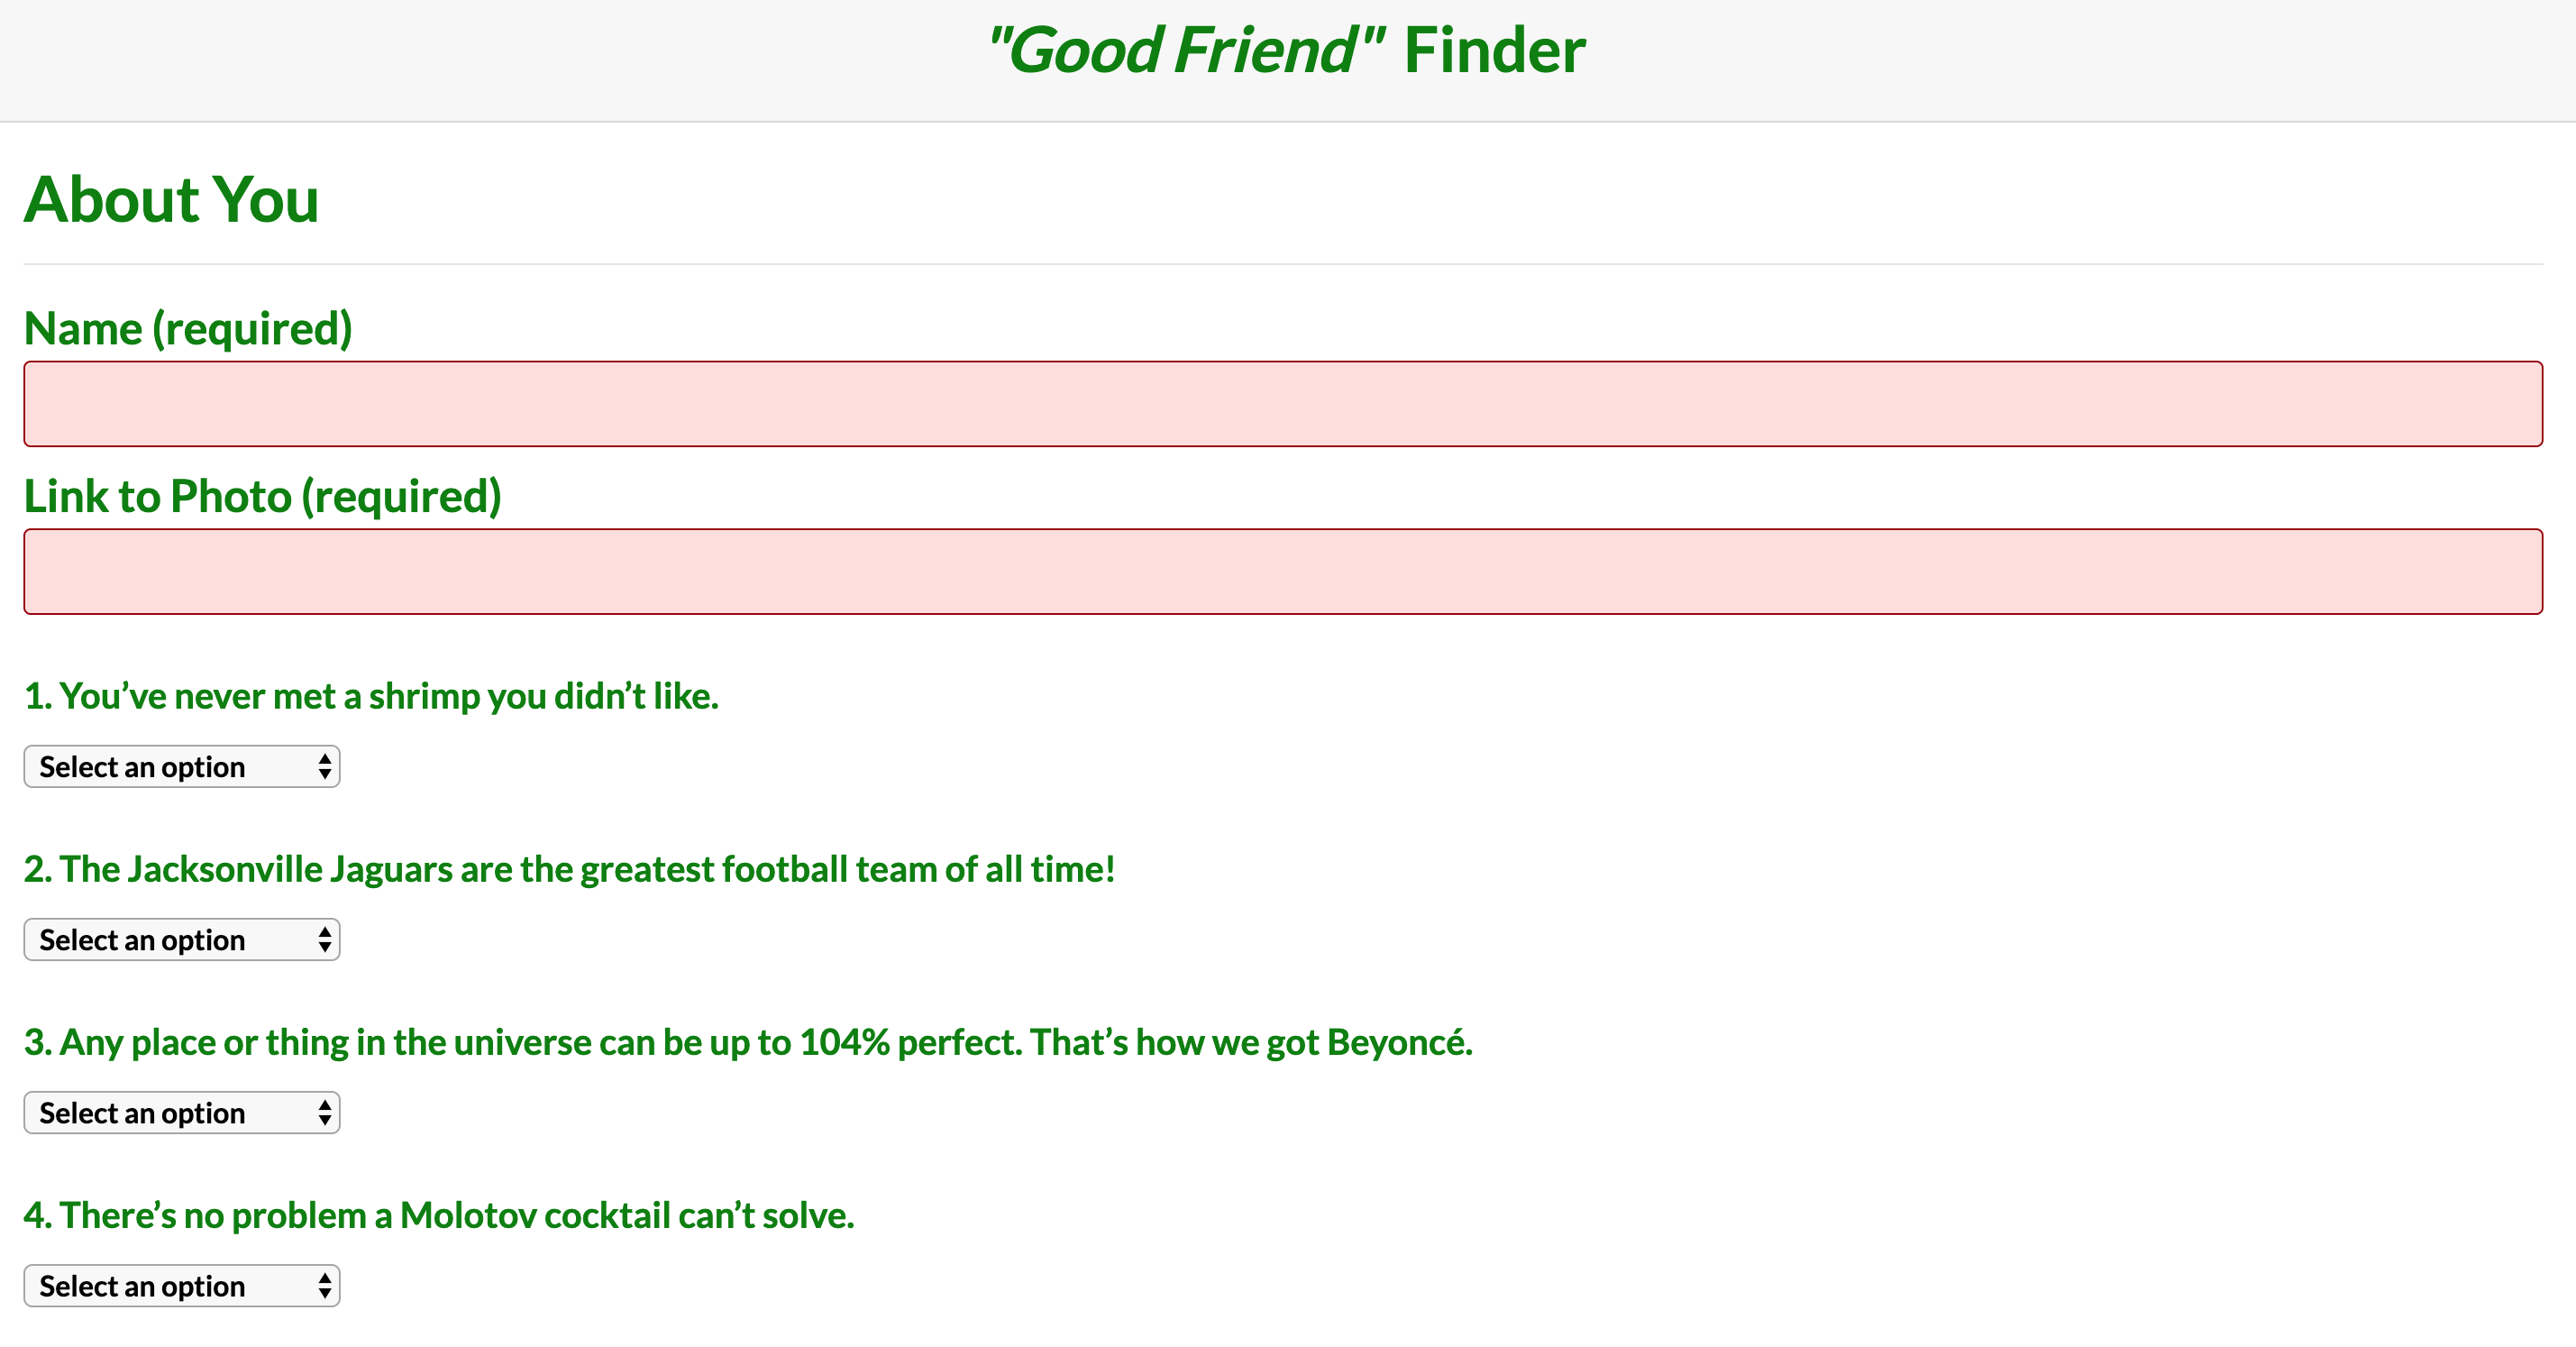 "Good Friend" Finder
About You
Name (required)
Link to Photo (required)
1. You’ve never met a shrimp you didn’t like.
Select an option
2. The Jacksonville Jaguars are the greatest football team of all time!
Select an option
3. Any place or thing in the universe can be up to 104% perfect. That’s how we got Beyoncé.
Select an option
4. There’s no problem a Molotov cocktail can’t solve.
Select an option